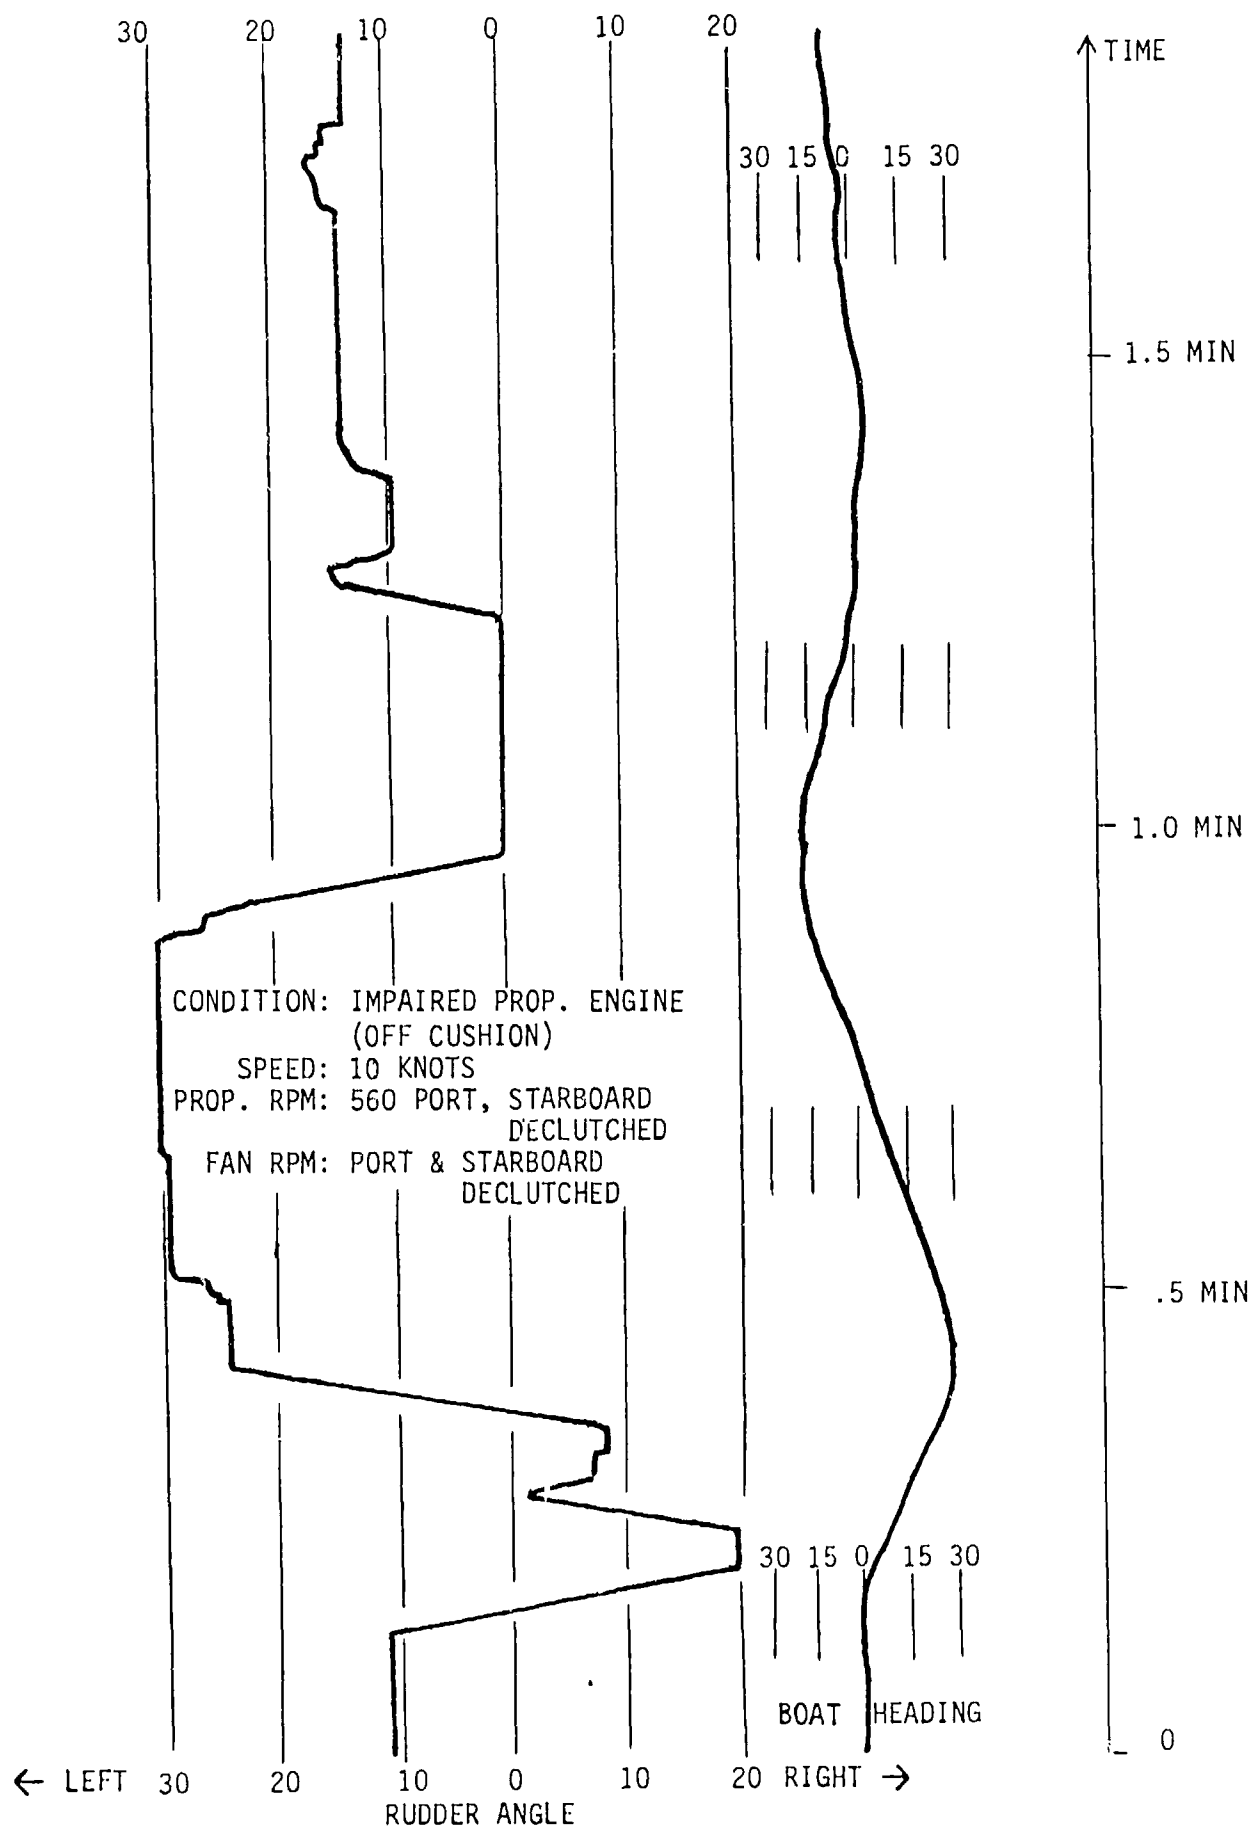 30 20 10 0 10 20
TIME
30 15 0 15 30
1.5 MIN
1.0 MIN
CONDITION: IMPAIRED PROP. ENGINE
(OFF CUSHION)
SPEED: 10 KNOTS
PROP. RPM: 560 PORT, STARBOARD
DECLUTCHED
FAN RPM: PORT & STARBOARD
DECLUTCHED
.5 MIN
30 15 0 15 30
BOAT HEADING
0
← LEFT 30 20 10 0 10 20 RIGHT →
RUDDER ANGLE